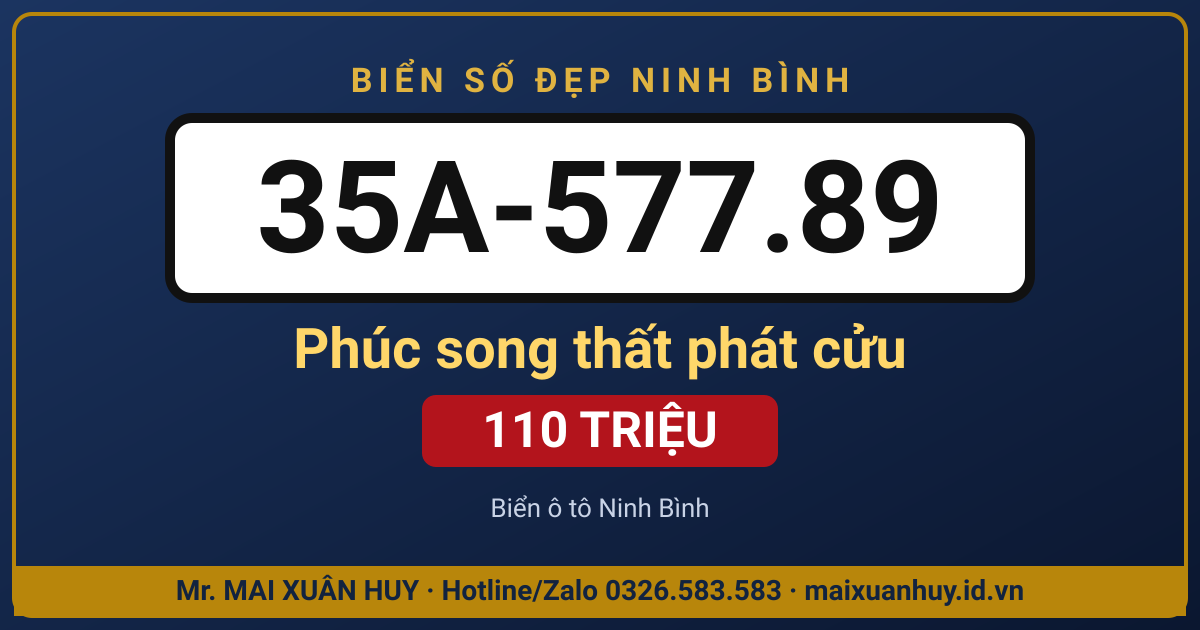 BIỂN SỐ ĐẸP NINH BÌNH
35A-577.89
Phúc song thất phát cửu
110 TRIỆU
Biển ô tô Ninh Bình
Mr. MAI XUÂN HUY · Hotline/Zalo 0326.583.583 · maixuanhuy.id.vn